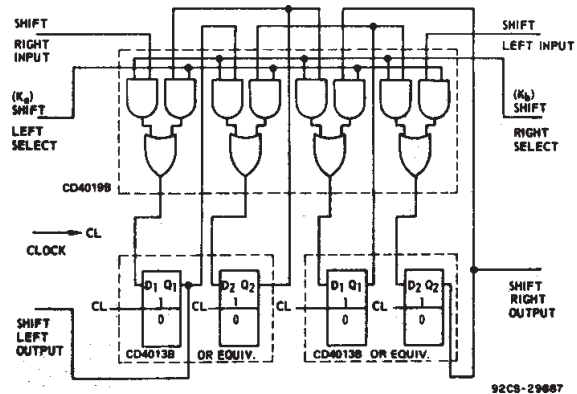 SHIFT
RIGHT
INPUT
SHIFT
LEFT INPUT
(Ka)
SHIFT
LEFT
SELECT
(Kb)
SHIFT
RIGHT
SELECT
CD4019B
CL
CLOCK
D1 Q1
1
0
D2 Q2
1
0
D1 Q1
1
0
D2 Q2
1
0
CL
CL
CL
CL
CD4013B OR EQUIV.
CD4013B OR EQUIV.
SHIFT
LEFT
OUTPUT
SHIFT
RIGHT
OUTPUT
92CS-29667